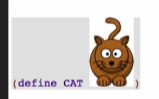 (define CAT )